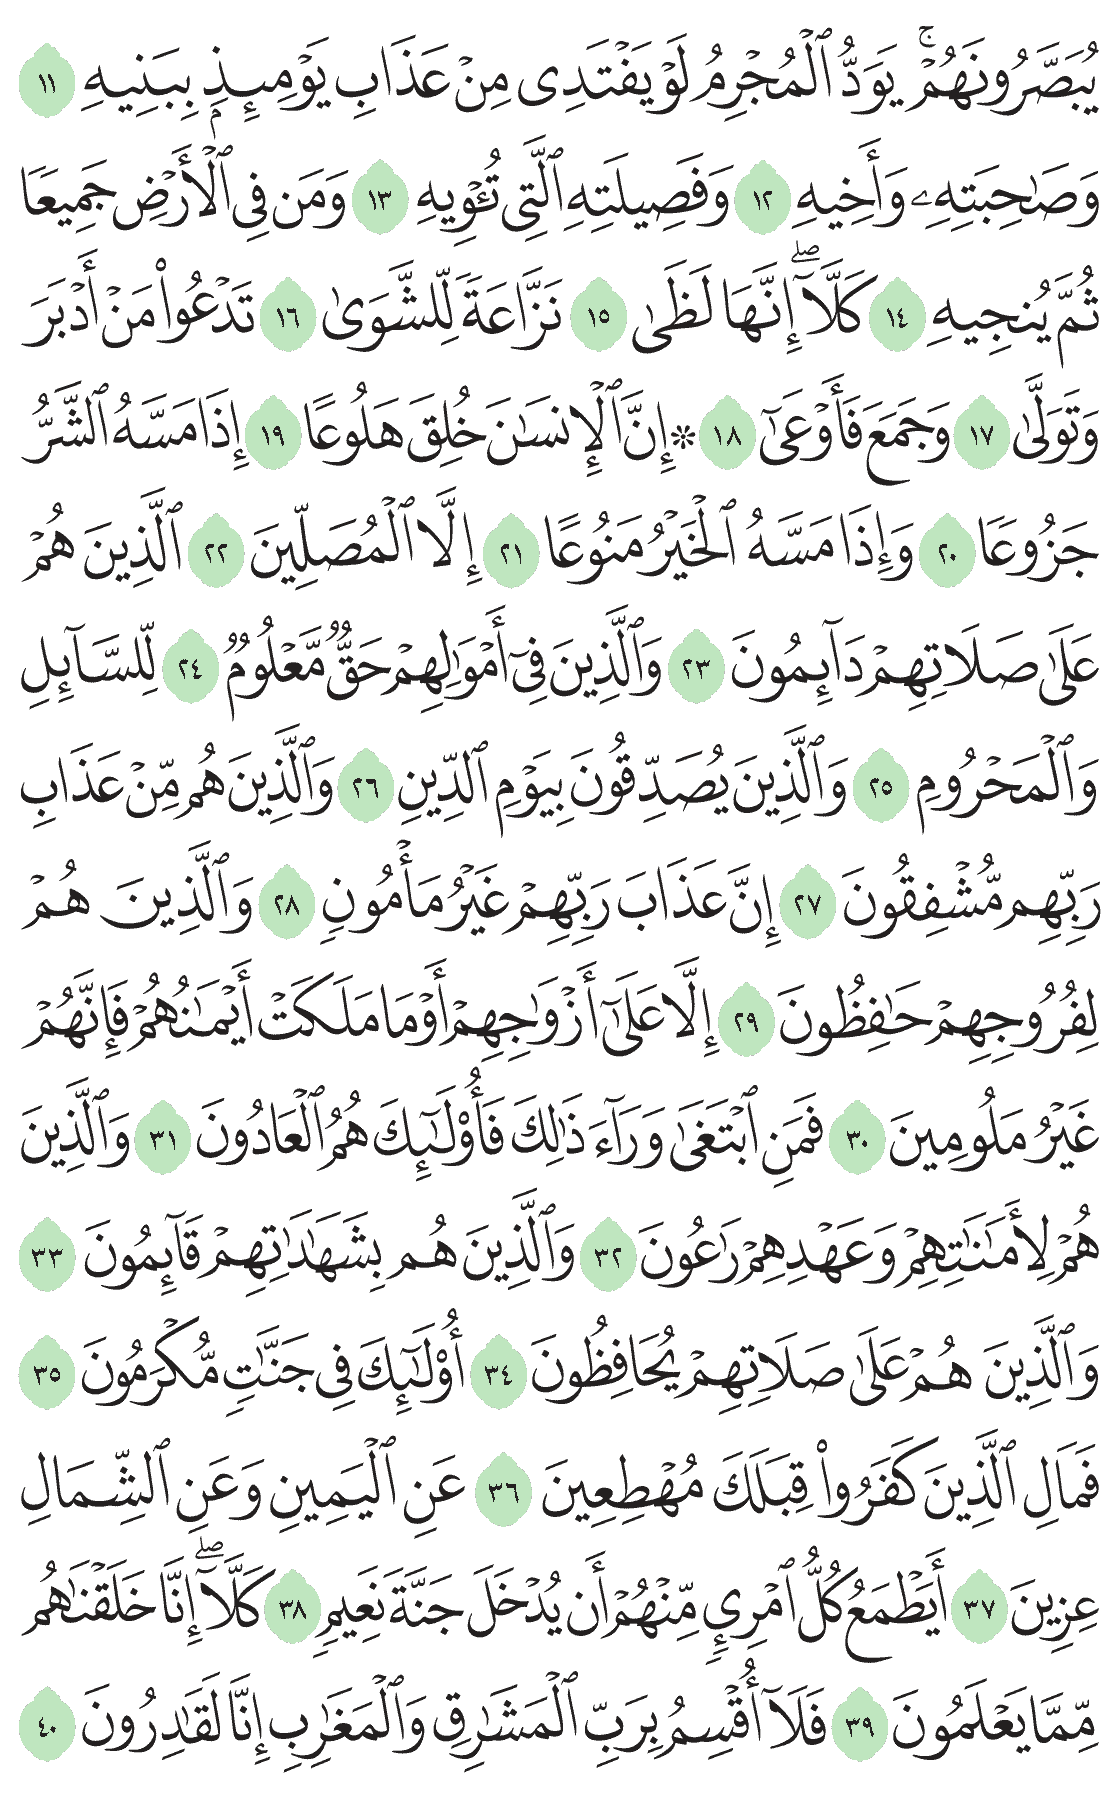 يُبَصَّرُونَهُمْۚ يَوَدُّ ٱلْمُجْرِمُ لَوْ يَفْتَدِى مِنْ عَذَابِ يَوْمِئِذِۭ بِبَنِيهِ ١١
وَصَـٰحِبَتِهِۦ وَأَخِيهِ ١٢ وَفَصِيلَتِهِ ٱلَّتِى تُـْٔوِيهِ ١٣ وَمَن فِى ٱلْأَرْضِ جَمِيعًا
ثُمَّ يُنجِيهِ ١٤ كَلَّآۖ إِنَّهَا لَظَىٰ ١٥ نَزَّاعَةً لِّلشَّوَىٰ ١٦ تَدْعُوا۟ مَنْ أَدْبَرَ
وَتَوَلَّىٰ ١٧ وَجَمَعَ فَأَوْعَىٰٓ ١٨ ۞ إِنَّ ٱلْإِنسَـٰنَ خُلِقَ هَلُوعًا ١٩ إِذَا مَسَّهُ ٱلشَّرُّ
جَزُوعًا ٢٠ وَإِذَا مَسَّهُ ٱلْخَيْرُ مَنُوعًا ٢١ إِلَّا ٱلْمُصَلِّينَ ٢٢ ٱلَّذِينَ هُمْ
عَلَىٰ صَلَاتِهِمْ دَآئِمُونَ ٢٣ وَٱلَّذِينَ فِىٓ أَمْوَٰلِهِمْ حَقٌّ مَّعْلُومٌ ٢٤ لِّلسَّآئِلِ
وَٱلْمَحْرُومِ ٢٥ وَٱلَّذِينَ يُصَدِّقُونَ بِيَوْمِ ٱلدِّينِ ٢٦ وَٱلَّذِينَ هُم مِّنْ عَذَابِ
رَبِّهِم مُّشْفِقُونَ ٢٧ إِنَّ عَذَابَ رَبِّهِمْ غَيْرُ مَأْمُونٍ ٢٨ وَٱلَّذِينَ هُمْ
لِفُرُوجِهِمْ حَـٰفِظُونَ ٢٩ إِلَّا عَلَىٰٓ أَزْوَٰجِهِمْ أَوْ مَا مَلَكَتْ أَيْمَـٰنُهُمْ فَإِنَّهُمْ
غَيْرُ مَلُومِينَ ٣٠ فَمَنِ ٱبْتَغَىٰ وَرَآءَ ذَٰلِكَ فَأُو۟لَـٰٓئِكَ هُمُ ٱلْعَادُونَ ٣١ وَٱلَّذِينَ
هُمْ لِأَمَـٰنَـٰتِهِمْ وَعَهْدِهِمْ رَٰعُونَ ٣٢ وَٱلَّذِينَ هُم بِشَهَـٰدَٰتِهِمْ قَآئِمُونَ ٣٣
وَٱلَّذِينَ هُمْ عَلَىٰ صَلَاتِهِمْ يُحَافِظُونَ ٣٤ أُو۟لَـٰٓئِكَ فِى جَنَّـٰتٍ مُّكْرَمُونَ ٣٥
فَمَالِ ٱلَّذِينَ كَفَرُوا۟ قِبَلَكَ مُهْطِعِينَ ٣٦ عَنِ ٱلْيَمِينِ وَعَنِ ٱلشِّمَالِ
عِزِينَ ٣٧ أَيَطْمَعُ كُلُّ ٱمْرِئٍ مِّنْهُمْ أَن يُدْخَلَ جَنَّةَ نَعِيمٍ ٣٨ كَلَّآۖ إِنَّا خَلَقْنَـٰهُم
مِّمَّا يَعْلَمُونَ ٣٩ فَلَآ أُقْسِمُ بِرَبِّ ٱلْمَشَـٰرِقِ وَٱلْمَغَـٰرِبِ إِنَّا لَقَـٰدِرُونَ ٤٠